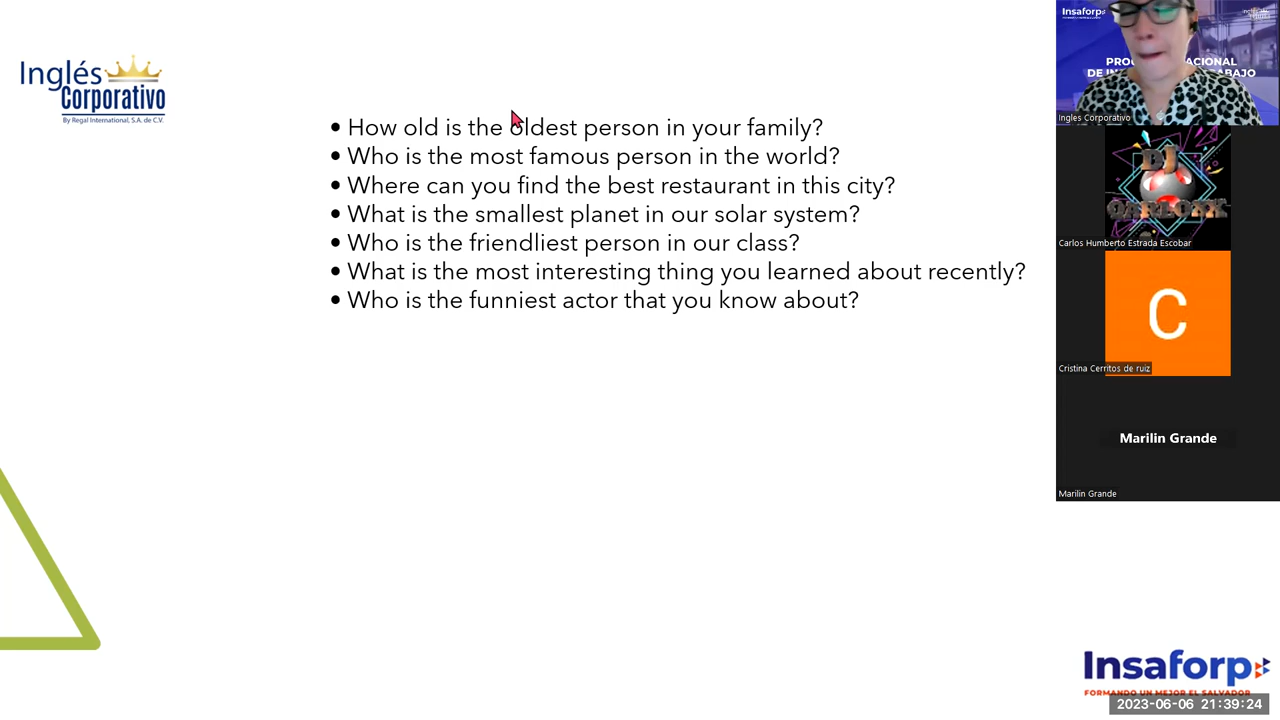 Inglés
Corporativo
By Regal International, S.A. de C.V.
• How old is the oldest person in your family?
• Who is the most famous person in the world?
• Where can you find the best restaurant in this city?
• What is the smallest planet in our solar system?
• Who is the friendliest person in our class?
• What is the most interesting thing you learned about recently?
• Who is the funniest actor that you know about?
Insaforp
Ingles Corporativo
DJ
Carlos Humberto Estrada Escobar
C
Cristina Cerritos de ruiz
Marilin Grande
Marilin Grande
Insaforp
FORMANDO UN MEJOR EL SALVADOR
2023-06-06 21:39:24